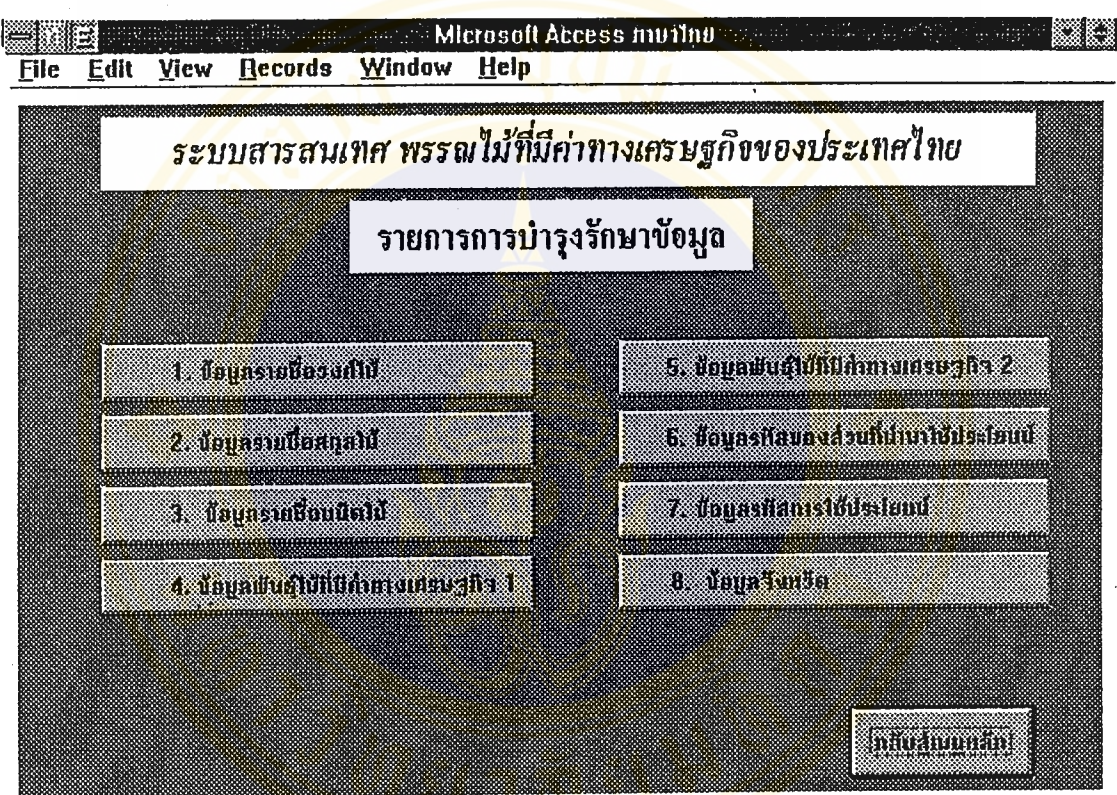 Microsoft Access ภาษาไทย
File Edit View Records Window Help
ระบบสารสนเทศ พรรณไม้ที่มีค่าทางเศรษฐกิจของประเทศไทย
รายการการบำรุงรักษาข้อมูล
1. ข้อมูลรายชื่อวงศ์ไม้
2. ข้อมูลรายชื่อสกุลไม้
3. ข้อมูลรายชื่อชนิดไม้
4. ข้อมูลพันธุ์ไม้ที่มีค่าทางเศรษฐกิจ 1
5. ข้อมูลพันธุ์ไม้ที่มีค่าทางเศรษฐกิจ 2
6. ข้อมูลรหัสของส่วนที่นำมาใช้ประโยชน์
7. ข้อมูลรหัสการใช้ประโยชน์
8. ข้อมูลจังหวัด
กลับสู่เมนูหลัก